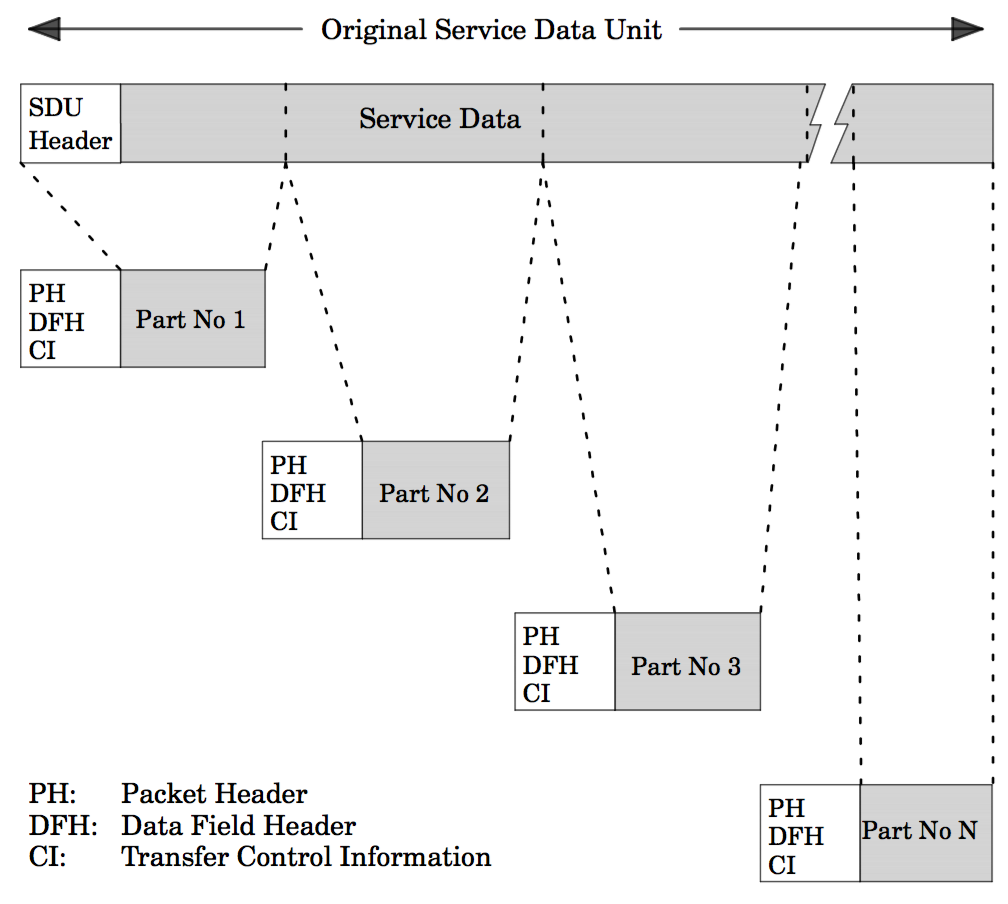 Original Service Data Unit
SDU
Header
Service Data
PH
DFH
CI
Part No 1
PH
DFH
CI
Part No 2
PH
DFH
CI
Part No 3
PH
DFH
CI
Part No N
PH: Packet Header
DFH: Data Field Header
CI: Transfer Control Information